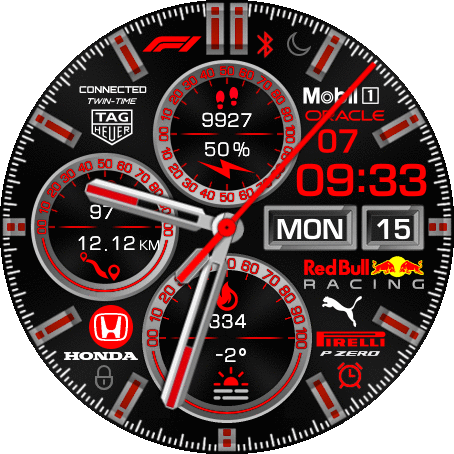 F1
CONNECTED
TWIN-TIME
TAG
HEUER
Mobil 1
ORACLE
07
09:33
9927
50%
MON 15
97
12.12 KM
Red Bull
RACING
HONDA
334
-2°
PIRELLI
P ZERO